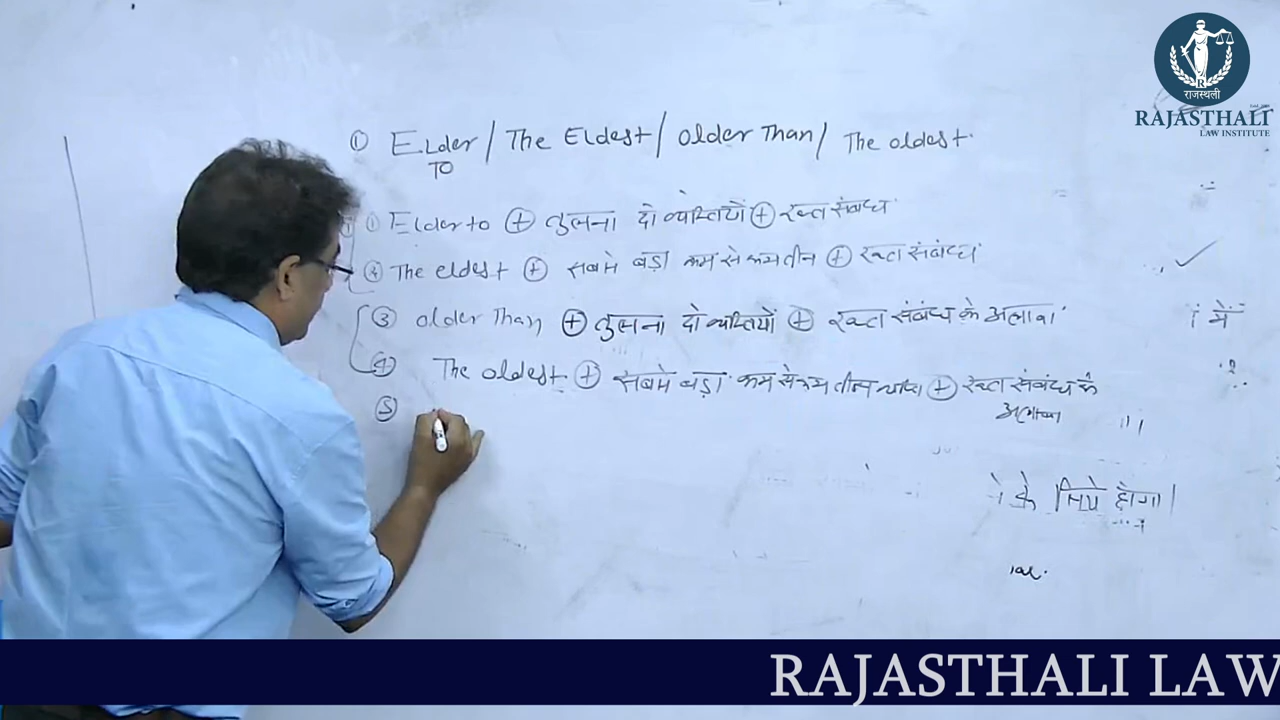 राजस्थली
RAJASTHALI
LAW INSTITUTE
① ELder / The Eldest / older Than / The oldest
TO
① Elder to + तुलना दो व्यक्तियों + रक्त संबंध
② The eldest + सबसे बड़ा कम से कम तीन + रक्त संबंध
③ older Than + तुलना दो व्यक्तियों + रक्त संबंध के अलावा में
④ The oldest + सबसे बड़ा कम से कम तीन + रक्त संबंध के
अलावा
⑤
के लिये होगा।
RAJASTHALI LAW